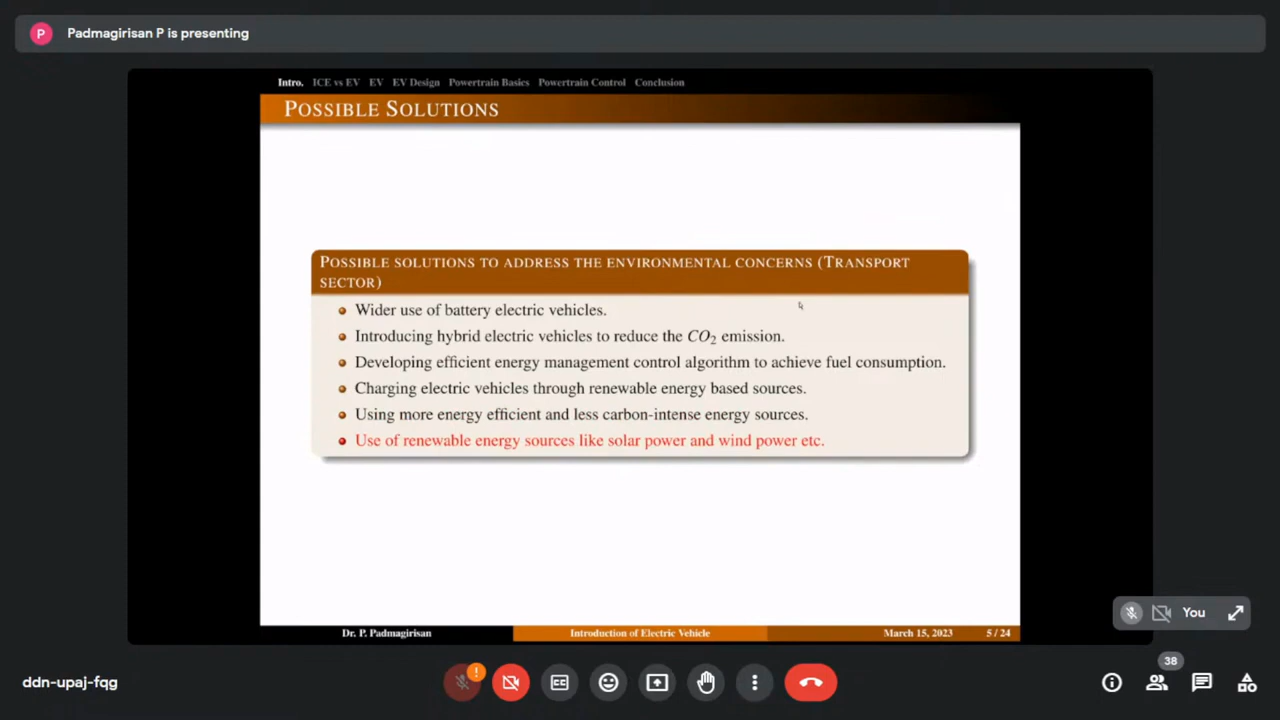 P
Padmagirisan P is presenting
Intro. ICE vs EV EV EV Design Powertrain Basics Powertrain Control Conclusion
POSSIBLE SOLUTIONS
POSSIBLE SOLUTIONS TO ADDRESS THE ENVIRONMENTAL CONCERNS (TRANSPORT
SECTOR)
Wider use of battery electric vehicles.
Introducing hybrid electric vehicles to reduce the CO₂ emission.
Developing efficient energy management control algorithm to achieve fuel consumption.
Charging electric vehicles through renewable energy based sources.
Using more energy efficient and less carbon-intense energy sources.
Use of renewable energy sources like solar power and wind power etc.
You
Dr. P. Padmagirisan Introduction of Electric Vehicle March 15, 2023 5 / 24
38
ddn-upaj-fqg
!
CC